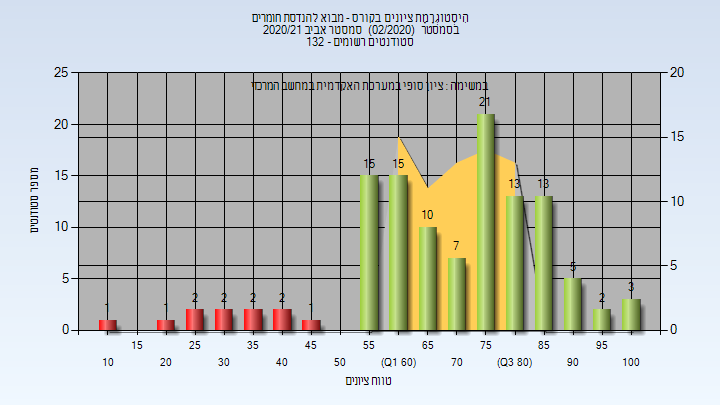 היסטוגרמת ציונים בקורס - מבוא להנדסת חומרים
בסמסטר (02/2020) סמסטר אביב 2020/21
סטודנטים רשומים - 132
במשימה : ציון סופי במערכת האקדמית במחשב המרכזי
מספר סטודנטים
25 20 15 10 5 0
20 15 10 5 0
1 1 2 2 2 2 1 15 15 10 7 21 13 13 5 2 3
15 25 35 45 55 65 75 85 95
10 20 30 40 50 (Q1 60) 70 (Q3 80) 90 100
טווח ציונים